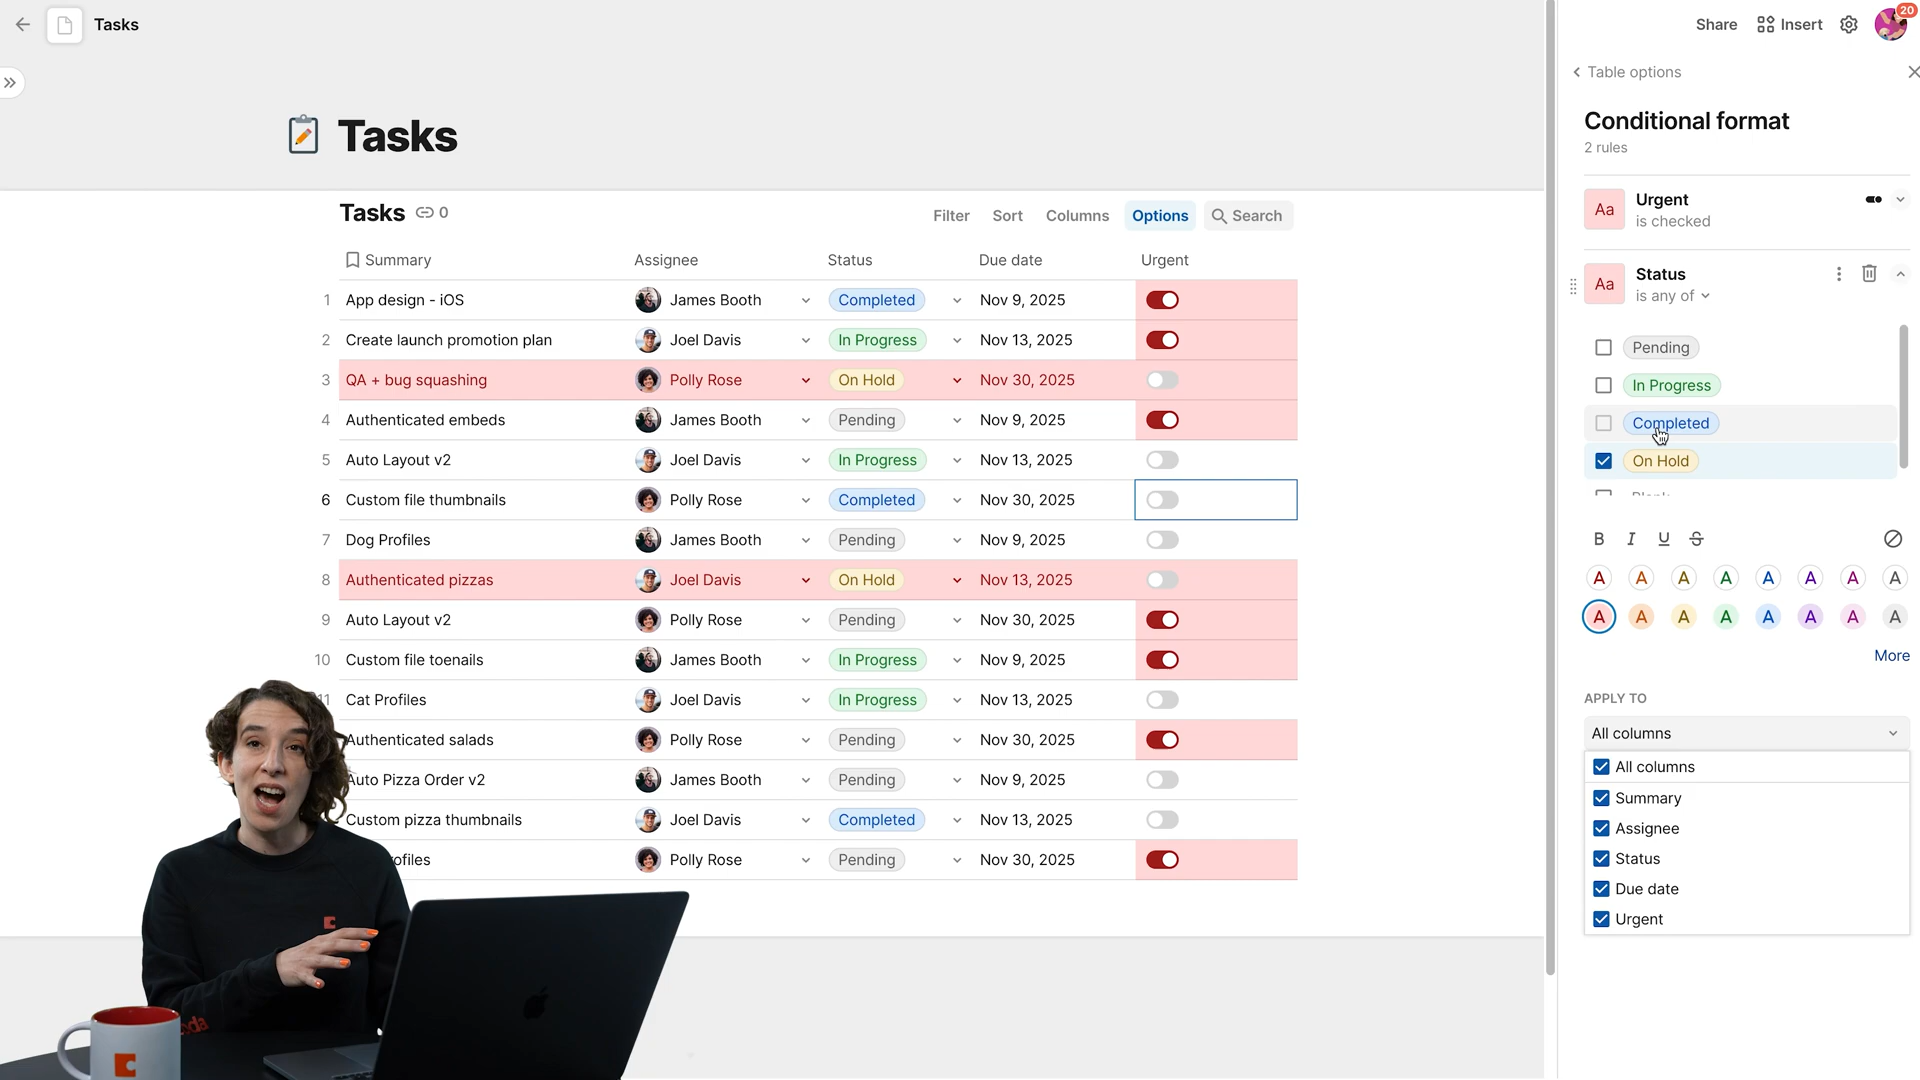 Tasks
Share
Insert
20
Table options
Tasks
Conditional format
2 rules
Aa
Urgent
is checked
Aa
Status
is any of
Pending
In Progress
Completed
On Hold
Blank
B I U S
A A A A A A A A
A A A A A A A A
More
APPLY TO
All columns
All columns
Summary
Assignee
Status
Due date
Urgent
Tasks 0
Filter Sort Columns Options Search
Summary Assignee Status Due date Urgent
1 App design - iOS James Booth Completed Nov 9, 2025
2 Create launch promotion plan Joel Davis In Progress Nov 13, 2025
3 QA + bug squashing Polly Rose On Hold Nov 30, 2025
4 Authenticated embeds James Booth Pending Nov 9, 2025
5 Auto Layout v2 Joel Davis In Progress Nov 13, 2025
6 Custom file thumbnails Polly Rose Completed Nov 30, 2025
7 Dog Profiles James Booth Pending Nov 9, 2025
8 Authenticated pizzas Joel Davis On Hold Nov 13, 2025
9 Auto Layout v2 Polly Rose Pending Nov 30, 2025
10 Custom file toenails James Booth In Progress Nov 9, 2025
11 Cat Profiles Joel Davis In Progress Nov 13, 2025
Authenticated salads Polly Rose Pending Nov 30, 2025
Auto Pizza Order v2 James Booth Pending Nov 9, 2025
Custom pizza thumbnails Joel Davis Completed Nov 13, 2025
ofiles Polly Rose Pending Nov 30, 2025